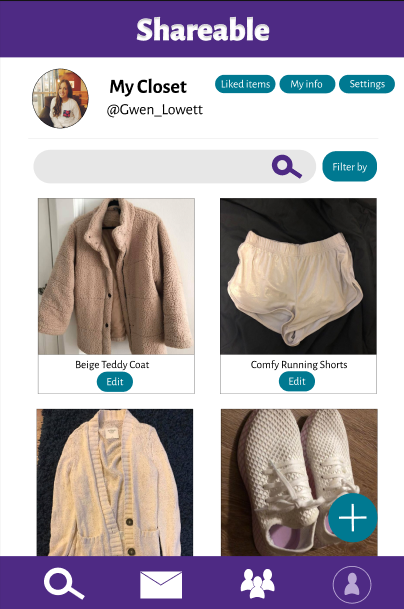 Shareable
My Closet
@Gwen_Lowett
Liked items
My info
Settings
Filter by
Beige Teddy Coat
Edit
Comfy Running Shorts
Edit